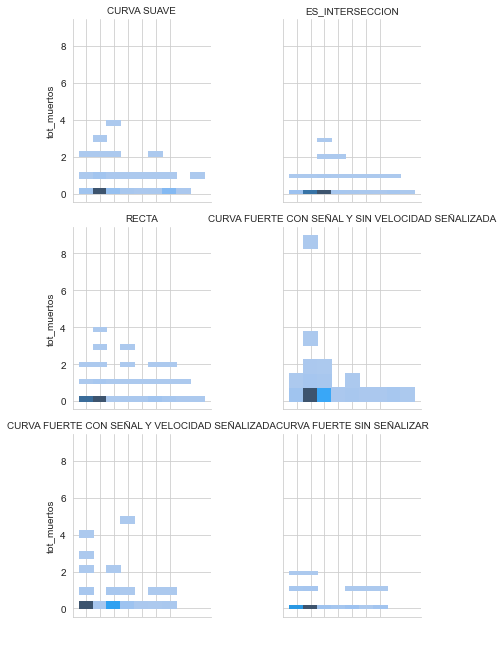 CURVA SUAVE
ES_INTERSECCION
tot_muertos
8
6
4
2
0
RECTA
CURVA FUERTE CON SEÑAL Y SIN VELOCIDAD SEÑALIZADA
tot_muertos
8
6
4
2
0
CURVA FUERTE CON SEÑAL Y VELOCIDAD SEÑALIZADA
CURVA FUERTE SIN SEÑALIZAR
tot_muertos
8
6
4
2
0